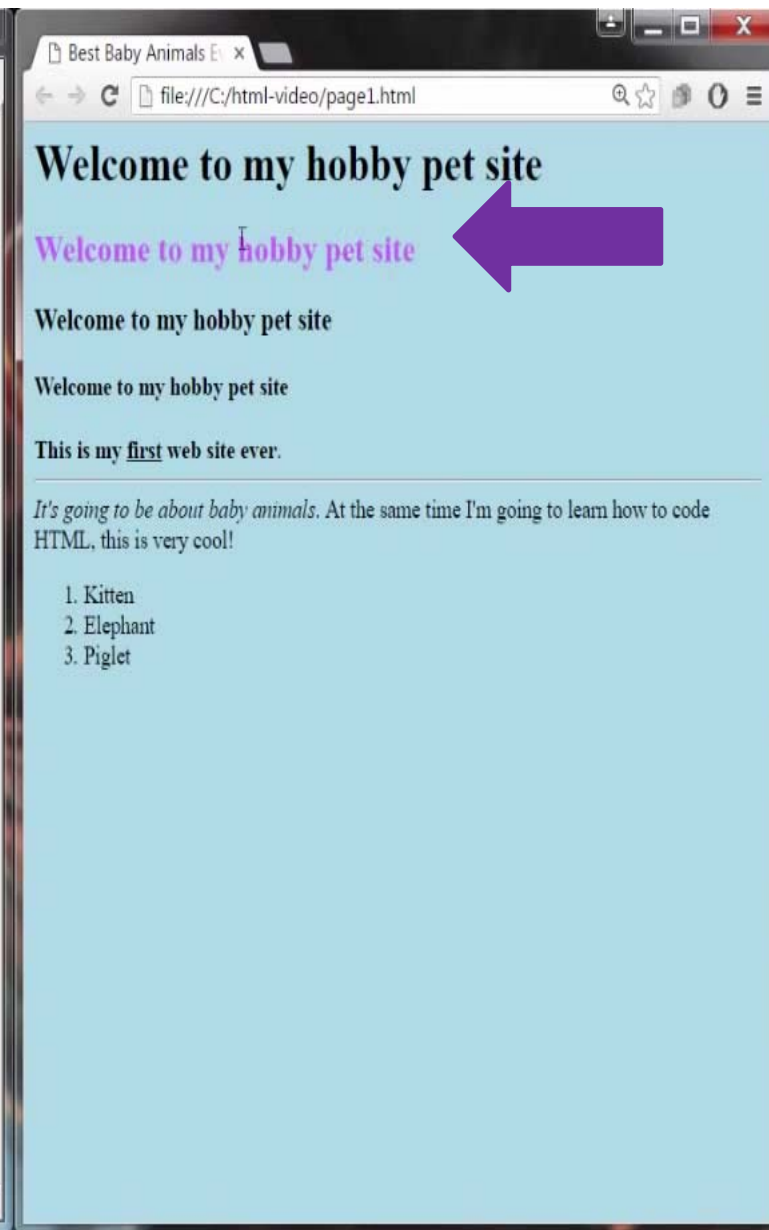 Best Baby Animals E
file:///C:/html-video/page1.html
Welcome to my hobby pet site
Welcome to my hobby pet site
Welcome to my hobby pet site
Welcome to my hobby pet site
This is my first web site ever.
It's going to be about baby animals. At the same time I'm going to learn how to code
HTML, this is very cool!
1. Kitten
2. Elephant
3. Piglet